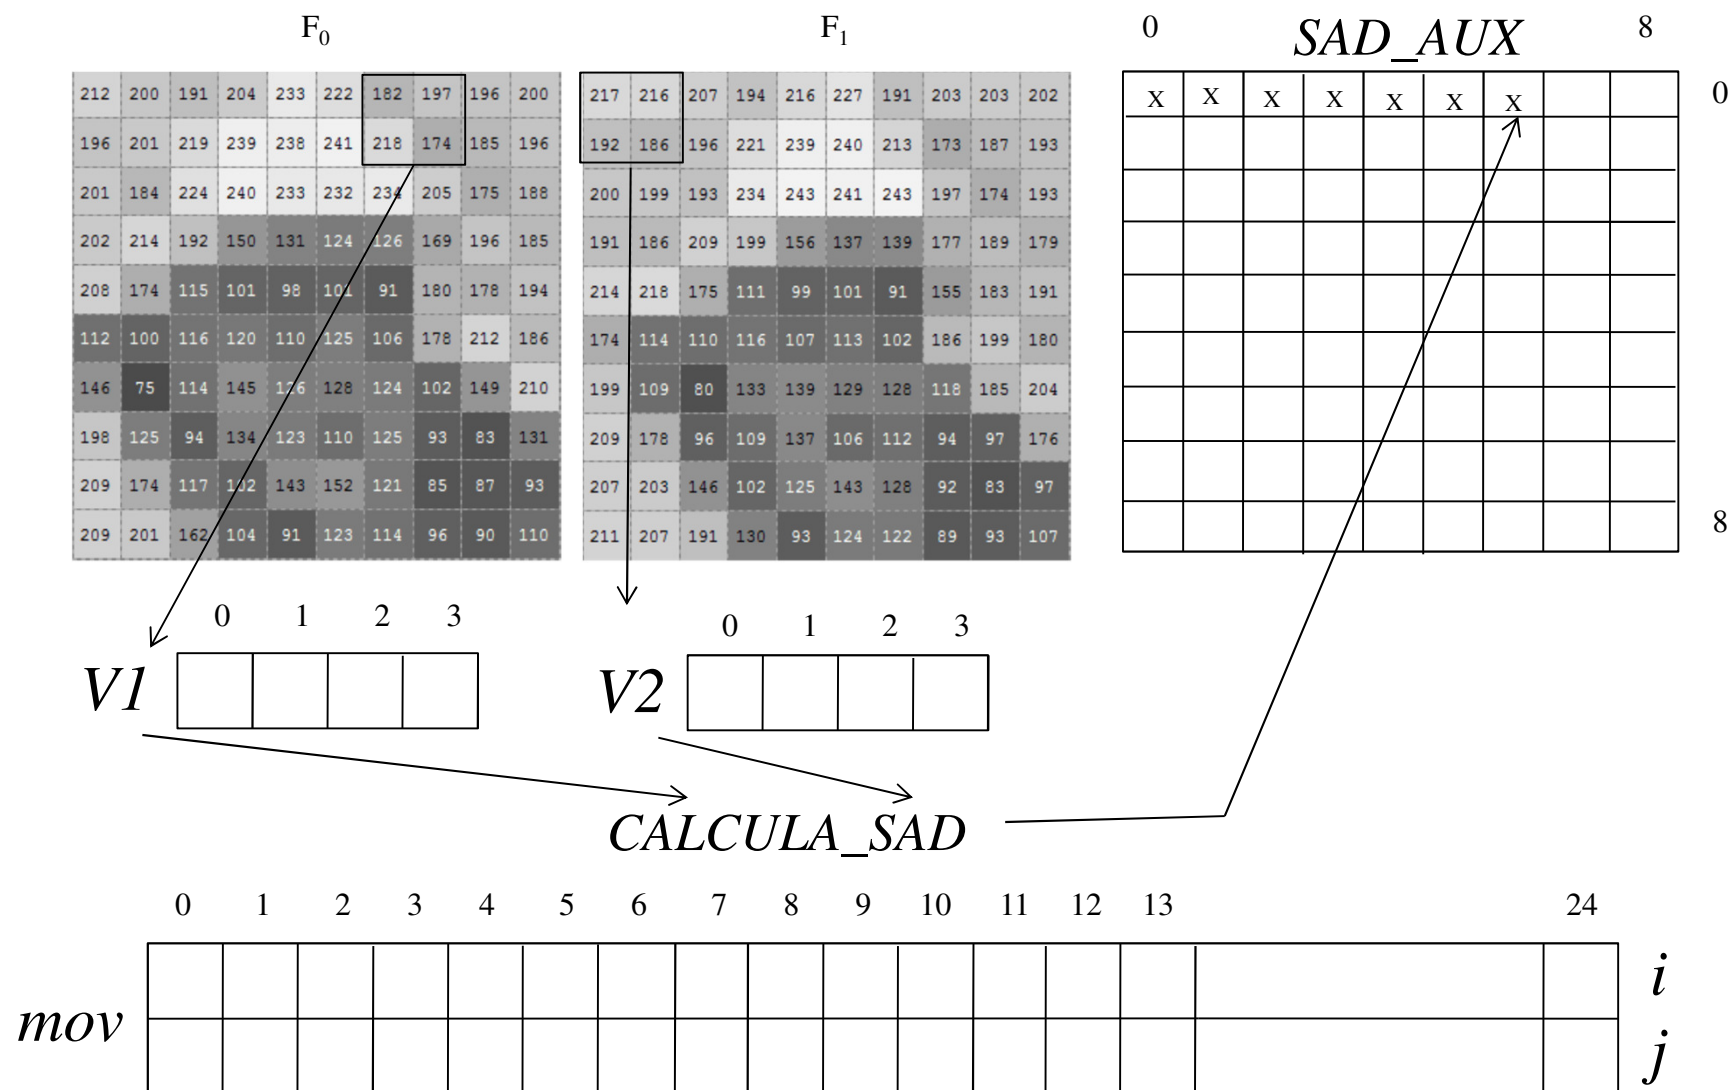 F0
F1
0 SAD_AUX 8
212 200 191 204 233 222 182 197 196 200
196 201 219 239 238 241 218 174 185 196
201 184 224 240 233 232 234 205 175 188
202 214 192 150 131 124 126 169 196 185
208 174 115 101 98 101 91 180 178 194
112 100 116 120 110 125 106 178 212 186
146 75 114 145 126 128 124 102 149 210
198 125 94 134 123 110 125 93 83 131
209 174 117 102 143 152 121 85 87 93
209 201 162 104 91 123 114 96 90 110
217 216 207 194 216 227 191 203 203 202
192 186 196 221 239 240 213 173 187 193
200 199 193 234 243 241 243 197 174 193
191 186 209 199 156 137 139 177 189 179
214 218 175 111 99 101 91 155 183 191
174 114 110 116 107 113 102 186 199 180
199 109 80 133 139 129 128 118 185 204
209 178 96 109 137 106 112 94 97 176
207 203 146 102 125 143 128 92 83 97
211 207 191 130 93 124 122 89 93 107
X X X X X X X 0
8
0 1 2 3
V1
0 1 2 3
V2
CALCULA_SAD
0 1 2 3 4 5 6 7 8 9 10 11 12 13 24
i
mov
j